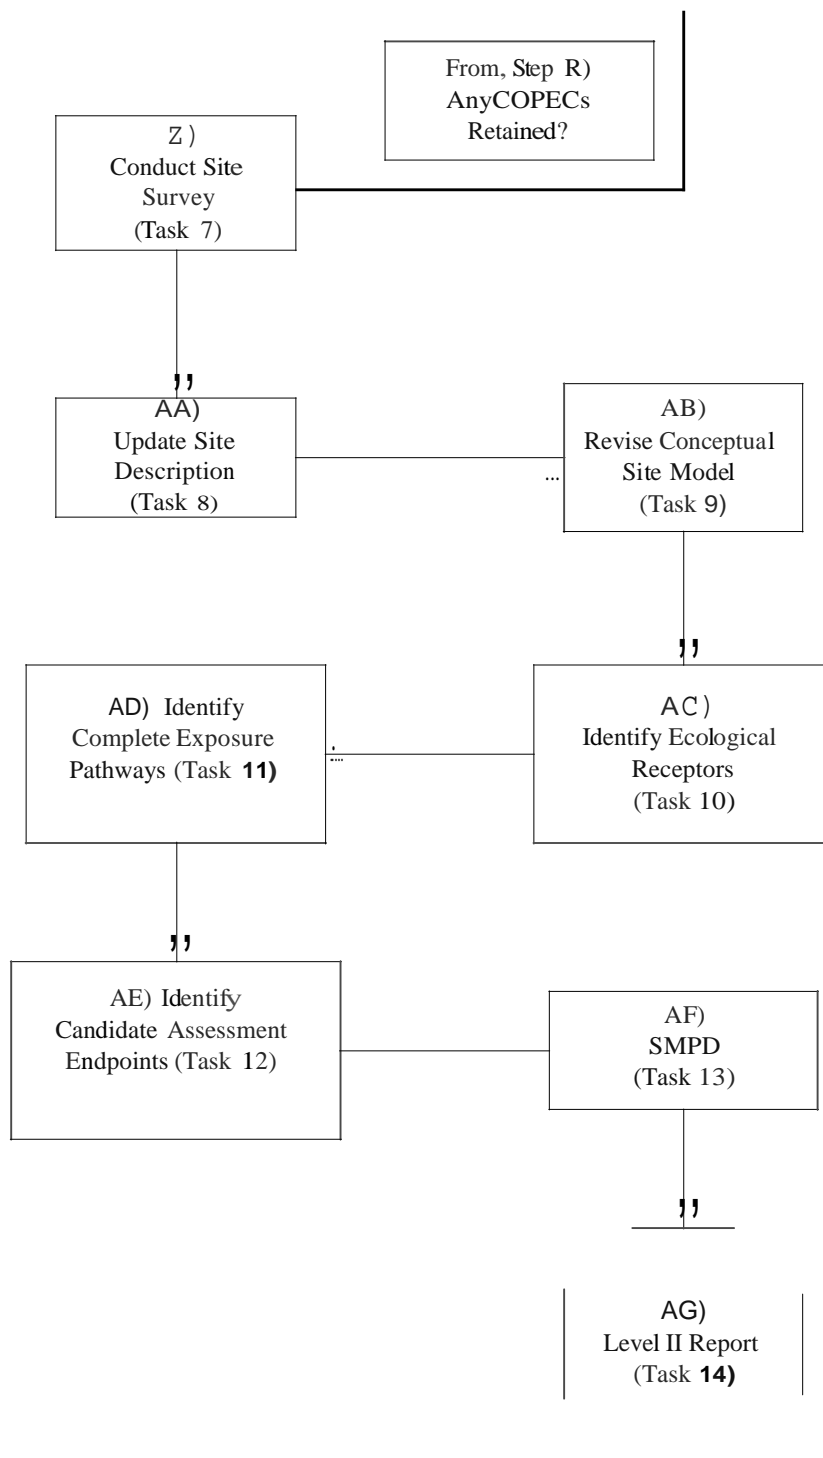 From, Step R)
AnyCOPECs
Retained?
Z)
Conduct Site
Survey
(Task 7)
AA)
Update Site
Description
(Task 8)
AB)
Revise Conceptual
Site Model
(Task 9)
AC)
Identify Ecological
Receptors
(Task 10)
AD) Identify
Complete Exposure
Pathways (Task 11)
AE) Identify
Candidate Assessment
Endpoints (Task 12)
AF)
SMPD
(Task 13)
AG)
Level II Report
(Task 14)